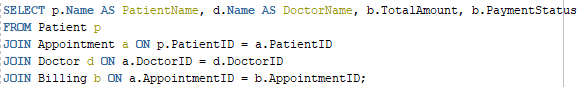 SELECT p.Name AS PatientName, d.Name AS DoctorName, b.TotalAmount, b.PaymentStatus
FROM Patient p
JOIN Appointment a ON p.PatientID = a.PatientID
JOIN Doctor d ON a.DoctorID = d.DoctorID
JOIN Billing b ON a.AppointmentID = b.AppointmentID;